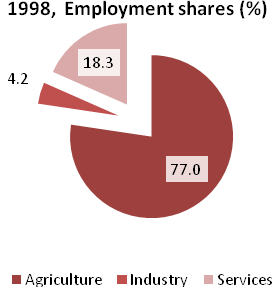 1998, Employment shares (%)
18.3
4.2
77.0
Agriculture Industry Services